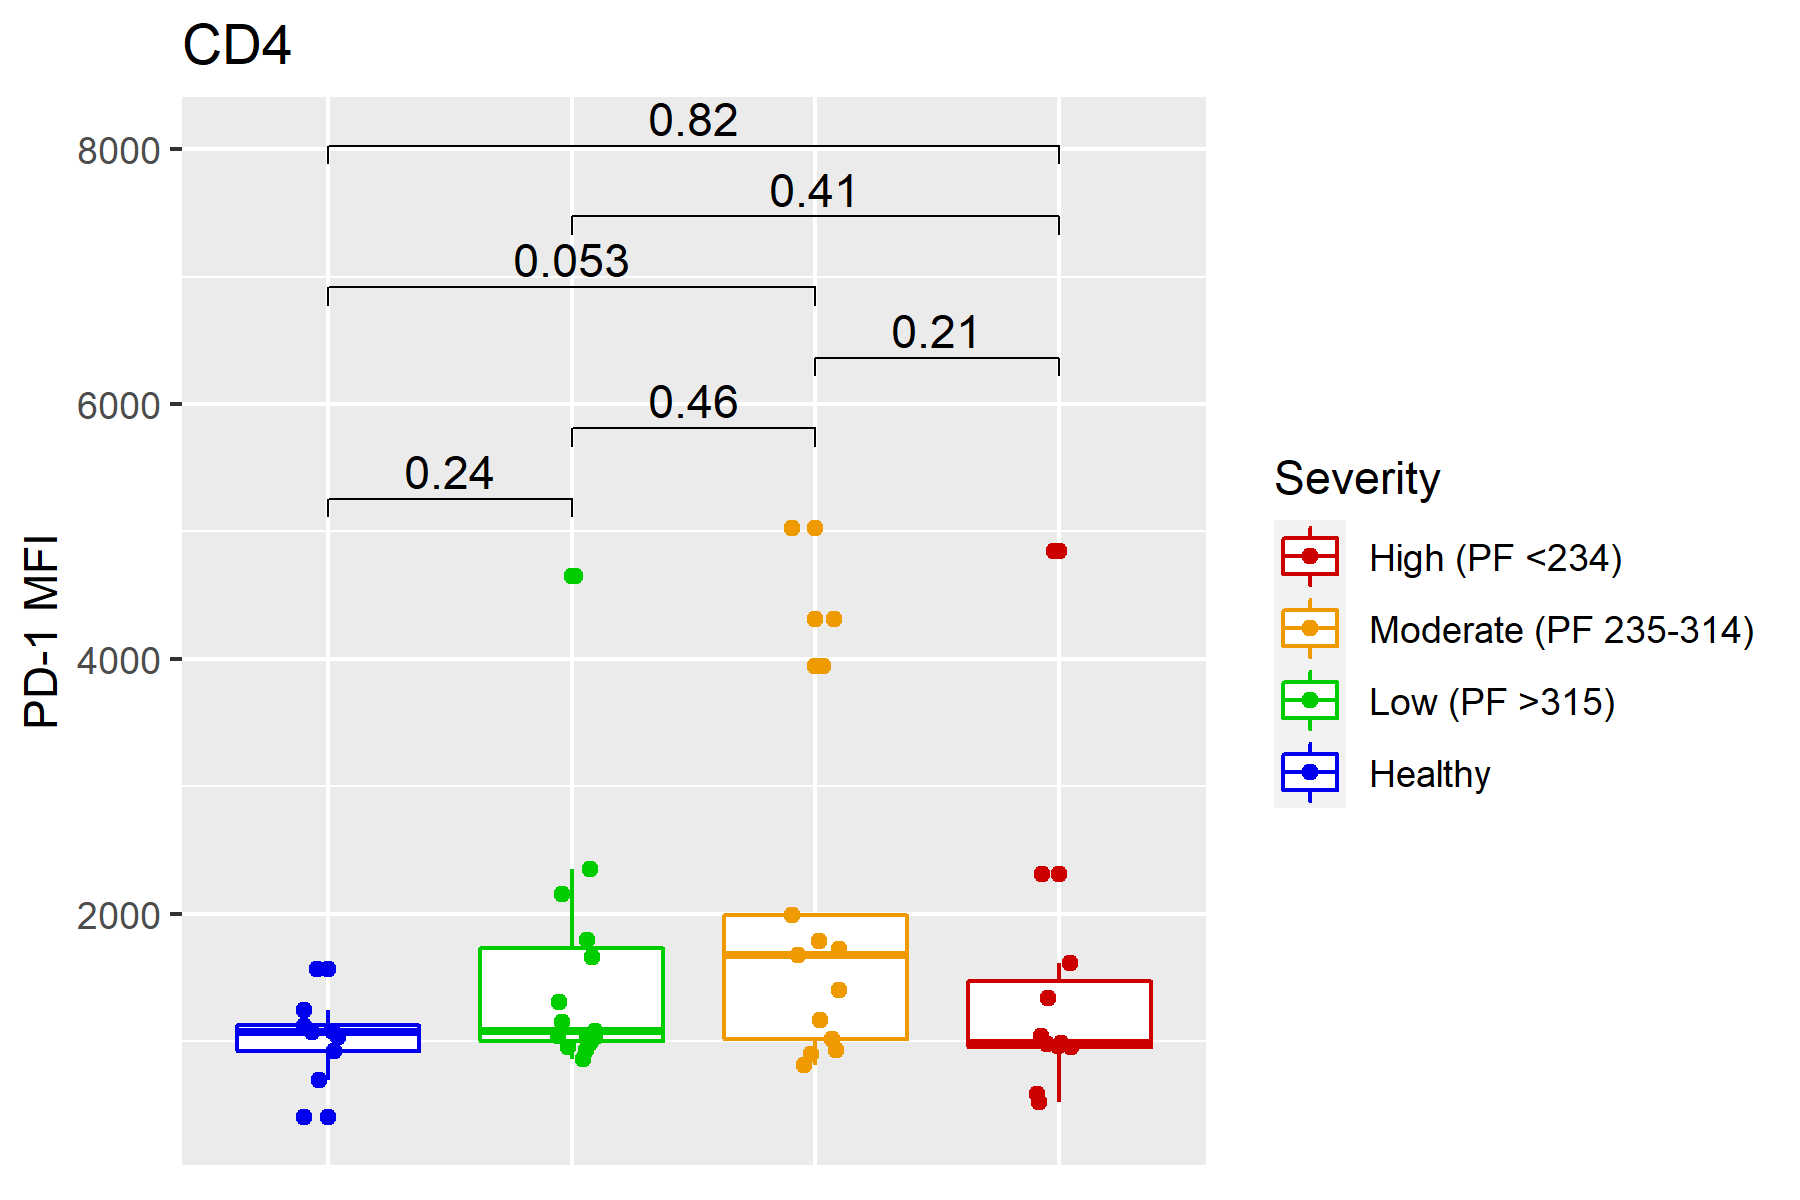 CD4
0.82
8000
0.41
0.053
0.21
6000
0.46
0.24
Severity
High (PF <234)
PD-1 MFI
Moderate (PF 235-314)
4000
Low (PF >315)
Healthy
2000